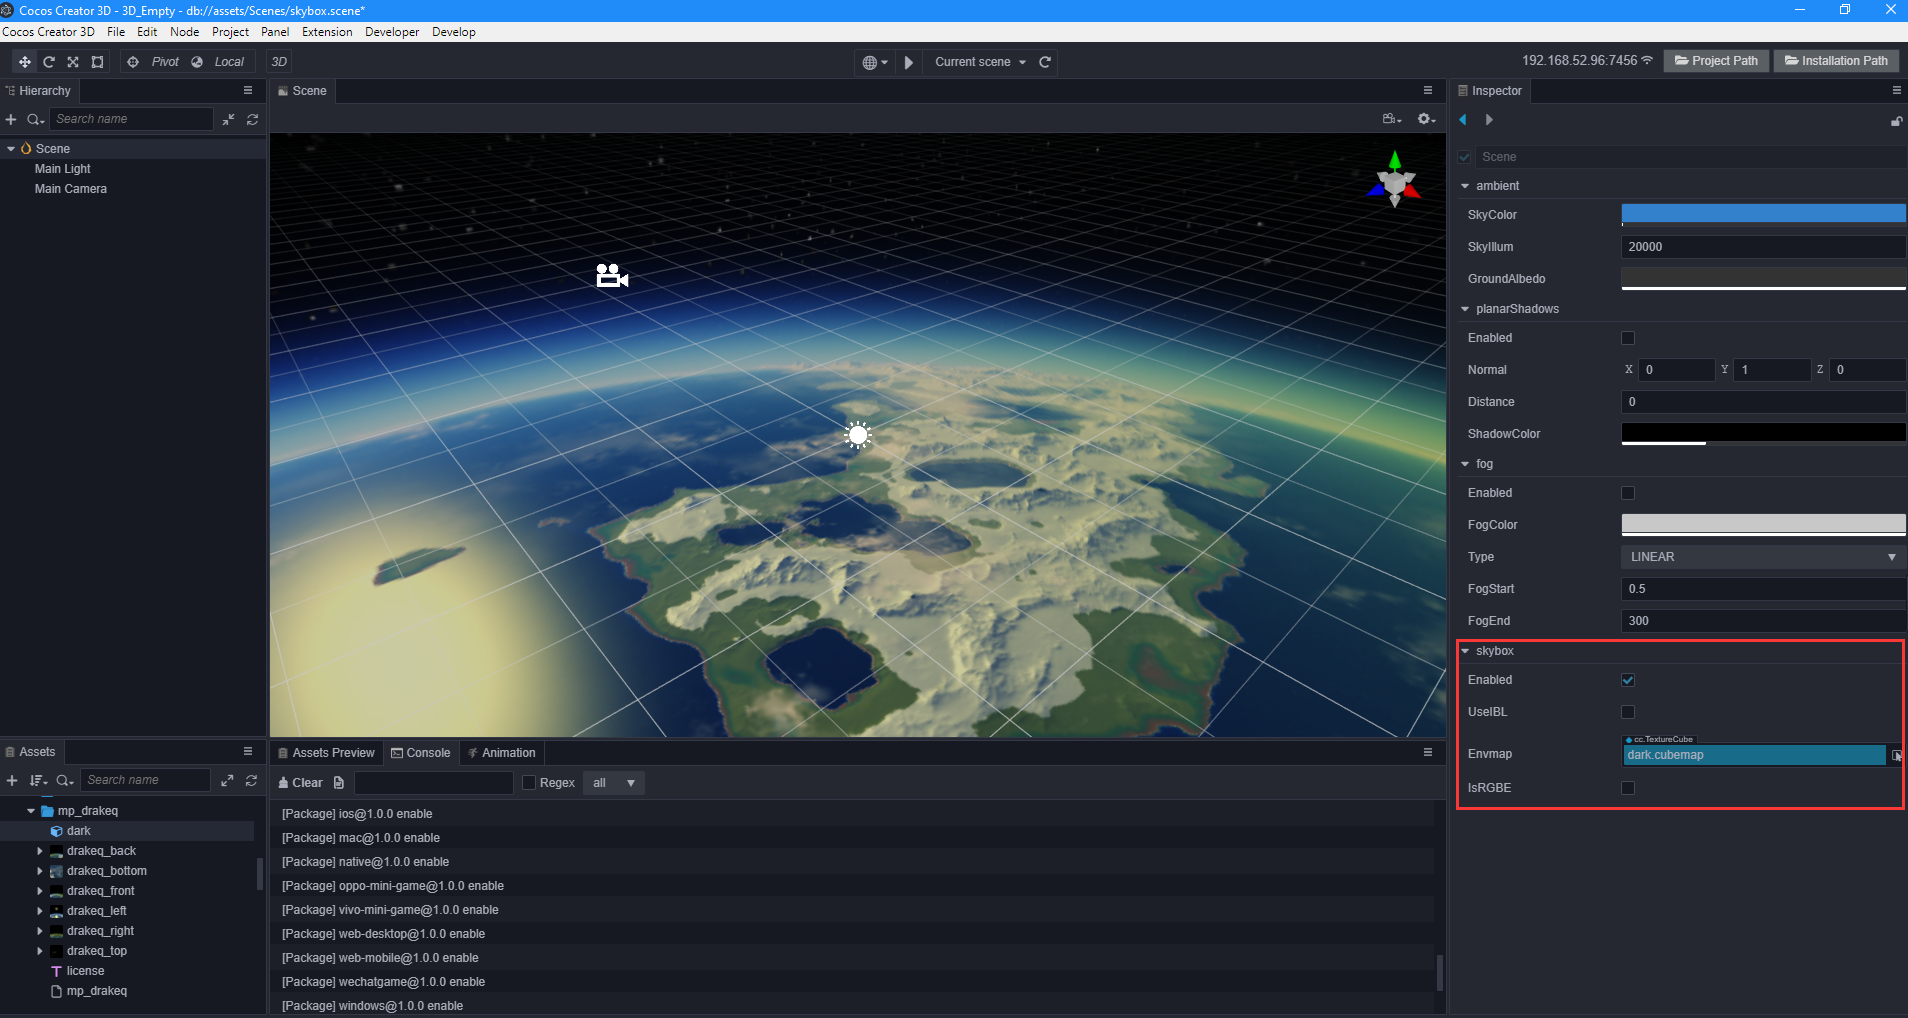 Cocos Creator 3D - 3D_Empty - db://assets/Scenes/skybox.scene*
Cocos Creator 3D File Edit Node Project Panel Extension Developer Develop
Pivot Local 3D Current scene 192.168.52.96:7456 Project Path Installation Path
Hierarchy
Search name
Scene
Main Light
Main Camera
Scene
Inspector
Scene
ambient
SkyColor
SkyIllum 20000
GroundAlbedo
planarShadows
Enabled
Normal X 0 Y 1 Z 0
Distance 0
ShadowColor
fog
Enabled
FogColor
Type LINEAR
FogStart 0.5
FogEnd 300
skybox
Enabled
UseIBL
cc.TextureCube
Envmap dark.cubemap
IsRGBE
Assets
Search name
mp_drakeq
dark
drakeq_back
drakeq_bottom
drakeq_front
drakeq_left
drakeq_right
drakeq_top
license
mp_drakeq
Assets Preview Console Animation
Clear Regex all
[Package] ios@1.0.0 enable
[Package] mac@1.0.0 enable
[Package] native@1.0.0 enable
[Package] oppo-mini-game@1.0.0 enable
[Package] vivo-mini-game@1.0.0 enable
[Package] web-desktop@1.0.0 enable
[Package] web-mobile@1.0.0 enable
[Package] wechatgame@1.0.0 enable
[Package] windows@1.0.0 enable